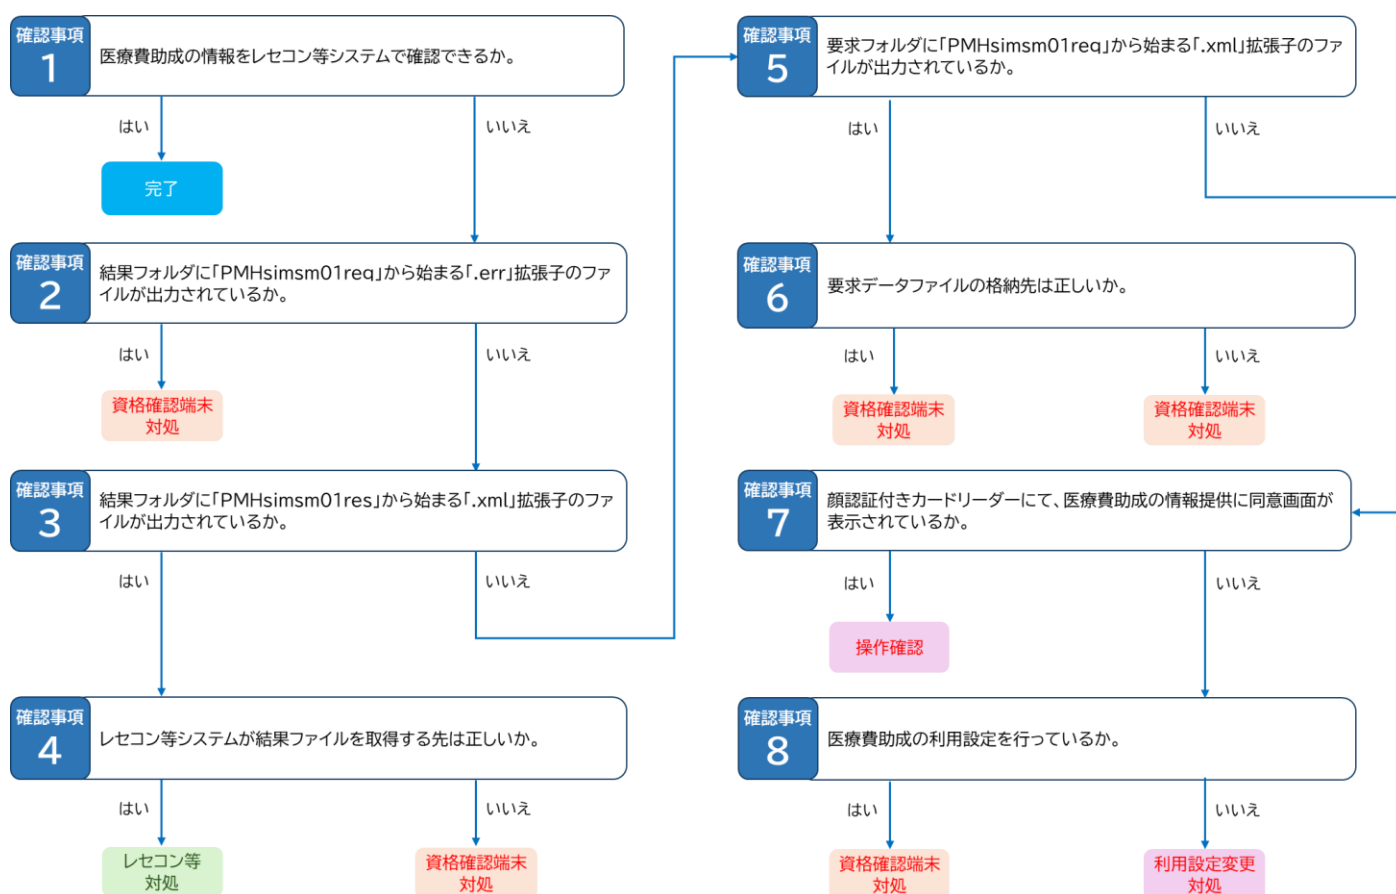 確認事項
1
医療費助成の情報をレセコン等システムで確認できるか。
はい
いいえ
完了
確認事項
2
結果フォルダに「PMHsimsm01req」から始まる「.err」拡張子のファ
イルが出力されているか。
はい
いいえ
資格確認端末
対処
確認事項
3
結果フォルダに「PMHsimsm01res」から始まる「.xml」拡張子のファ
イルが出力されているか。
はい
いいえ
確認事項
4
レセコン等システムが結果ファイルを取得する先は正しいか。
はい
いいえ
レセコン等
対処
資格確認端末
対処
確認事項
5
要求フォルダに「PMHsimsm01req」から始まる「.xml」拡張子のファ
イルが出力されているか。
はい
いいえ
確認事項
6
要求データファイルの格納先は正しいか。
はい
いいえ
資格確認端末
対処
資格確認端末
対処
確認事項
7
顔認証付きカードリーダーにて、医療費助成の情報提供に同意画面が
表示されているか。
はい
いいえ
操作確認
確認事項
8
医療費助成の利用設定を行っているか。
はい
いいえ
資格確認端末
対処
利用設定変更
対処